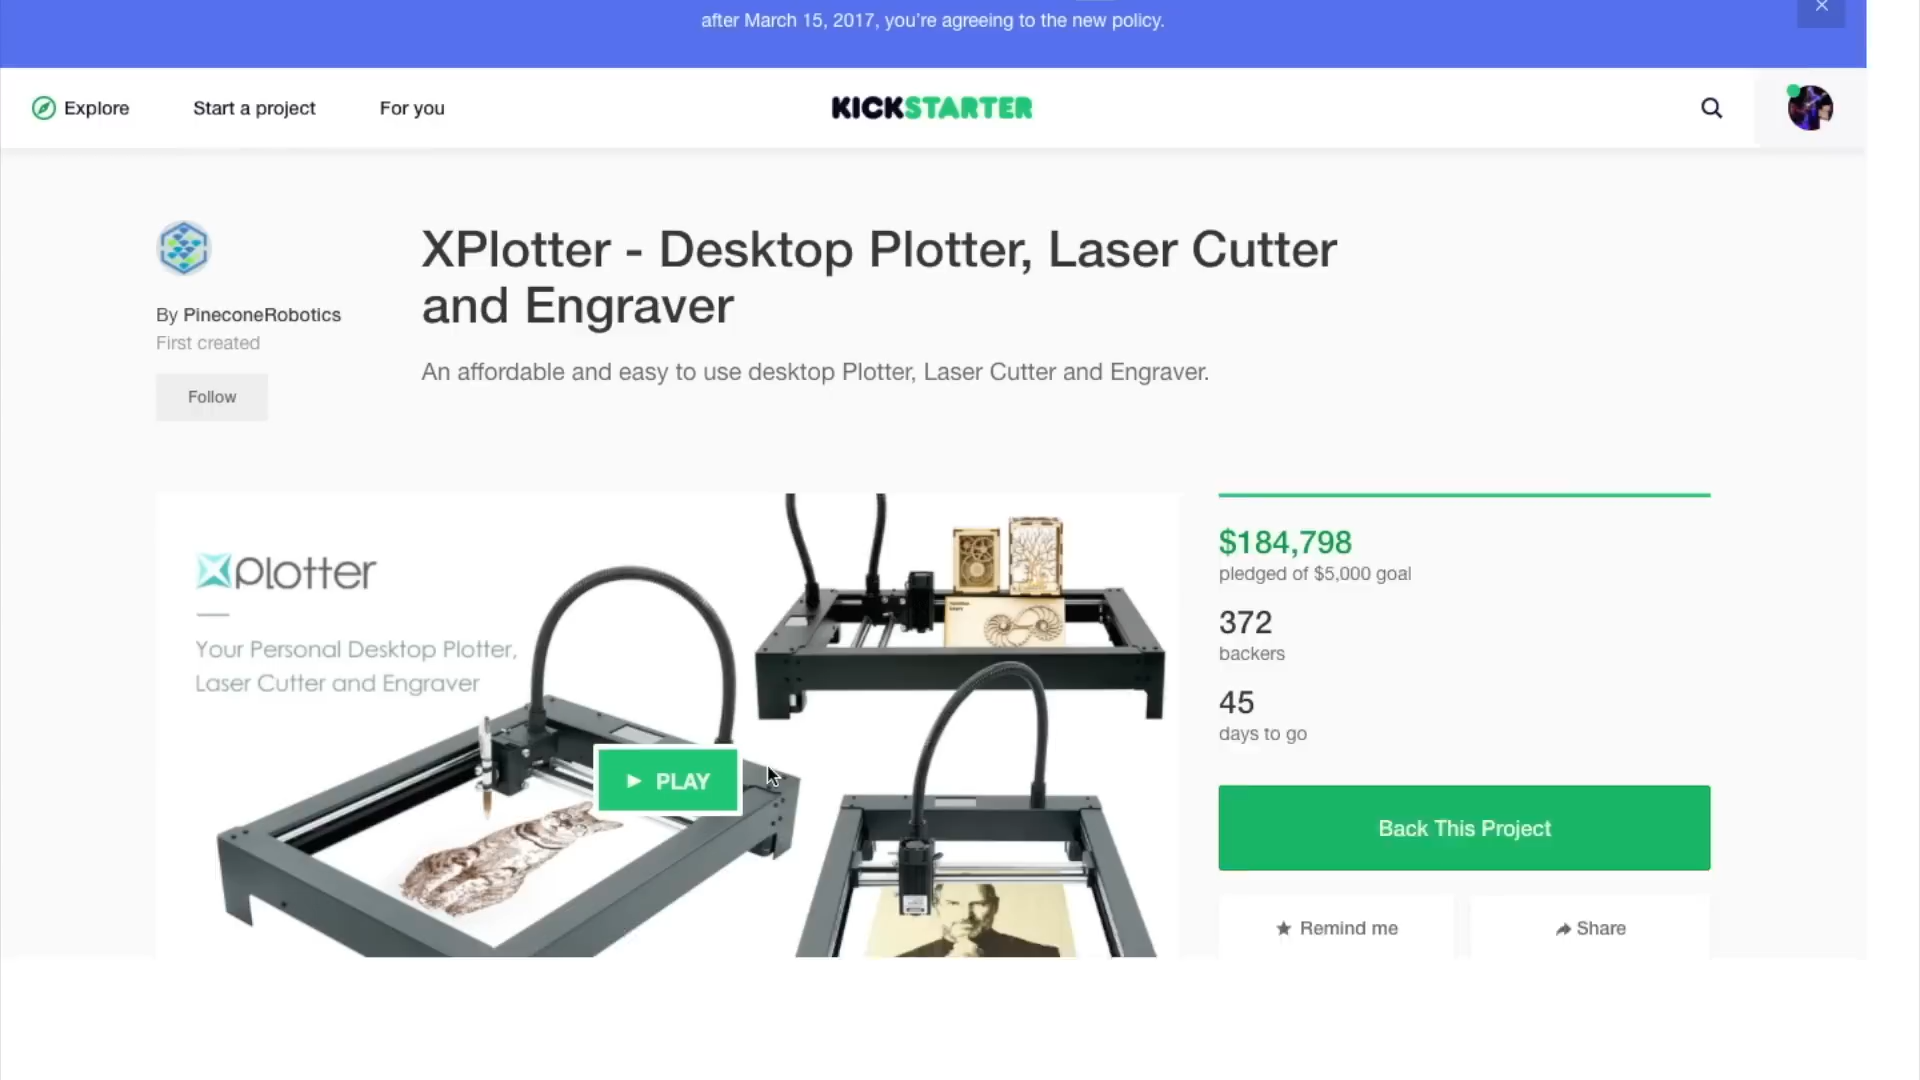 after March 15, 2017, you’re agreeing to the new policy.
Explore
Start a project
For you
KICKSTARTER
XPlotter - Desktop Plotter, Laser Cutter
and Engraver
By PineconeRobotics
First created
Follow
An affordable and easy to use desktop Plotter, Laser Cutter and Engraver.
XPlotter
Your Personal Desktop Plotter,
Laser Cutter and Engraver
PLAY
$184,798
pledged of $5,000 goal
372
backers
45
days to go
Back This Project
Remind me
Share